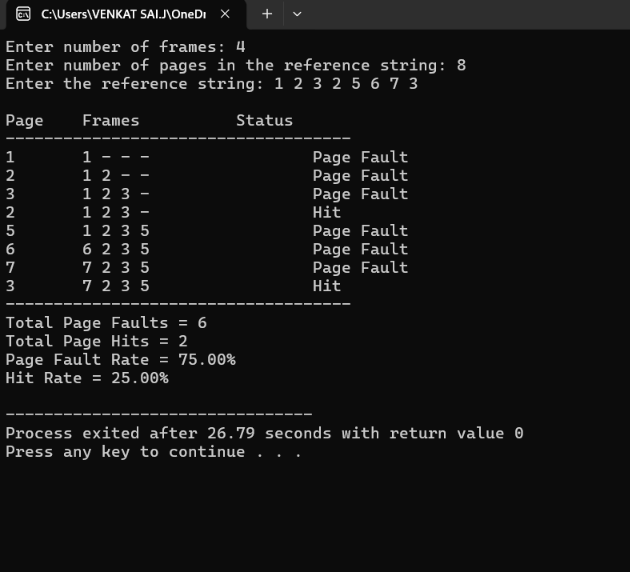 C:\Users\VENKAT SAI.J\OneDr
Enter number of frames: 4
Enter number of pages in the reference string: 8
Enter the reference string: 1 2 3 2 5 6 7 3
Page    Frames          Status
------------------------------------
1       1 - - -                 Page Fault
2       1 2 - -                 Page Fault
3       1 2 3 -                 Page Fault
2       1 2 3 -                 Hit
5       1 2 3 5                 Page Fault
6       6 2 3 5                 Page Fault
7       7 2 3 5                 Page Fault
3       7 2 3 5                 Hit
------------------------------------
Total Page Faults = 6
Total Page Hits = 2
Page Fault Rate = 75.00%
Hit Rate = 25.00%
--------------------------------
Process exited after 26.79 seconds with return value 0
Press any key to continue . . .